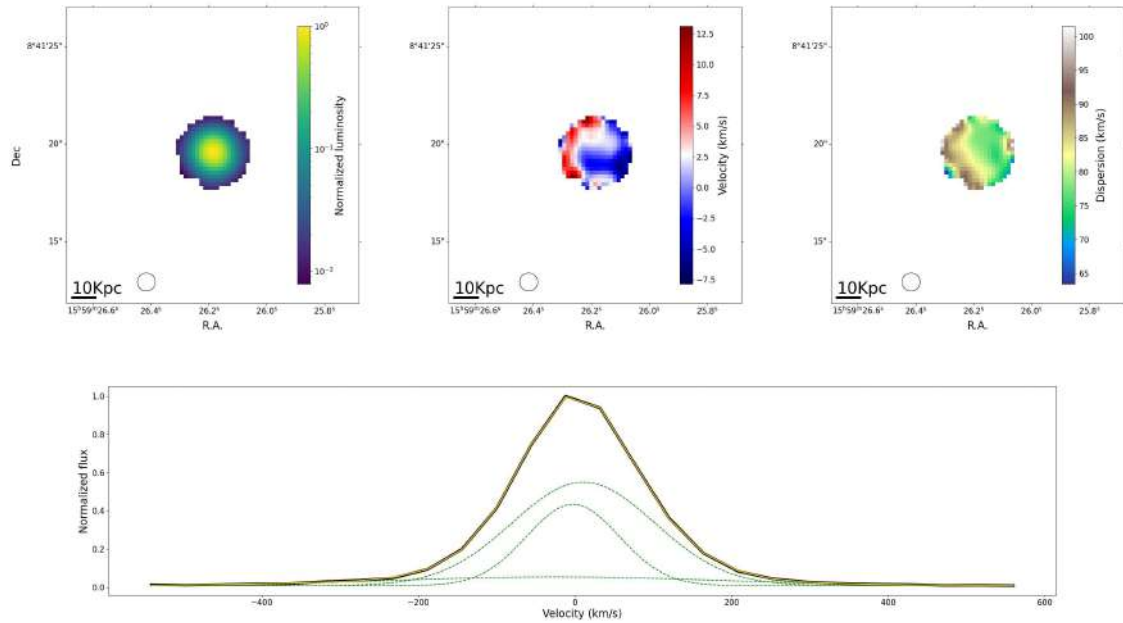 8°41'25"
20"
15"
Dec
10Kpc
15ʰ59ᵐ26.6ˢ
26.4ˢ
26.2ˢ
26.0ˢ
25.8ˢ
R.A.
10⁰
10⁻¹
10⁻²
Normalized luminosity
8°41'25"
20"
15"
10Kpc
15ʰ59ᵐ26.6ˢ
26.4ˢ
26.2ˢ
26.0ˢ
25.8ˢ
R.A.
12.5
10.0
7.5
5.0
2.5
0.0
−2.5
−5.0
−7.5
Velocity (km/s)
8°41'25"
20"
15"
10Kpc
15ʰ59ᵐ26.6ˢ
26.4ˢ
26.2ˢ
26.0ˢ
25.8ˢ
R.A.
100
95
90
85
80
75
70
65
Dispersion (km/s)
1.0
0.8
0.6
0.4
0.2
0.0
Normalized flux
−400
−200
0
200
400
600
Velocity (km/s)